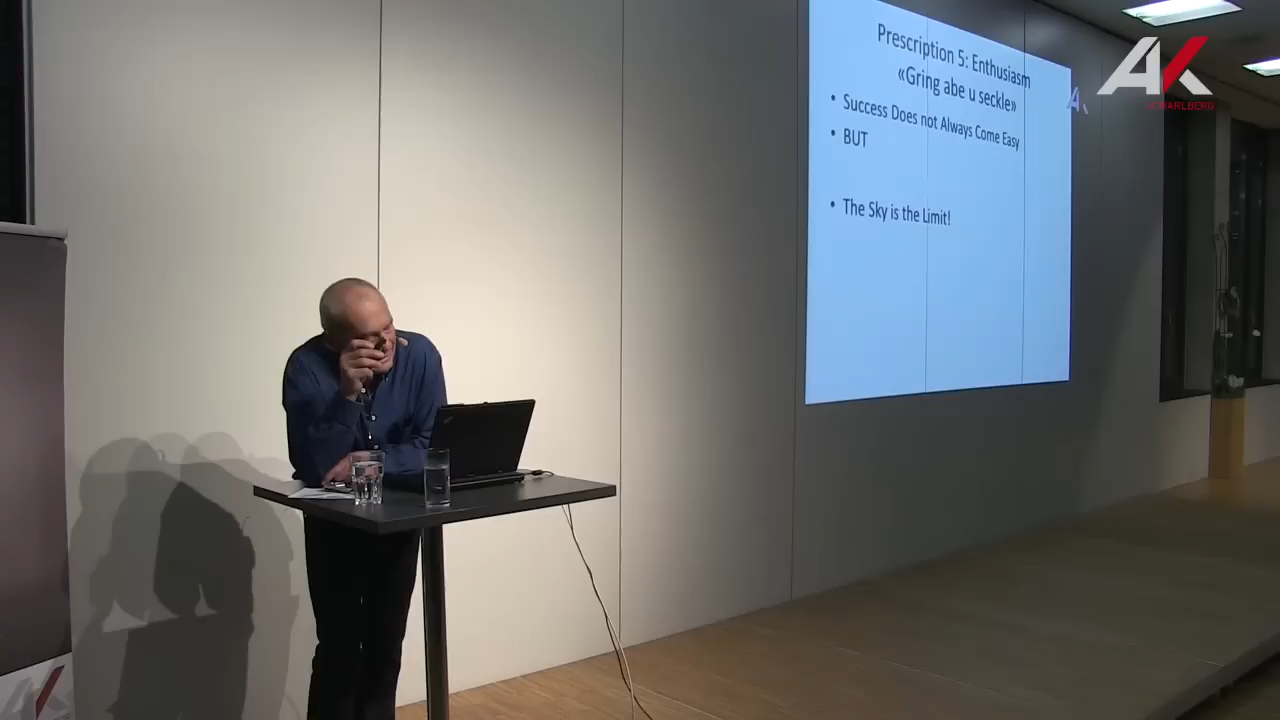 Prescription 5: Enthusiasm
«Gring abe u seckle»
• Success Does not Always Come Easy
• BUT
• The Sky is the Limit!
AK
VORARLBERG